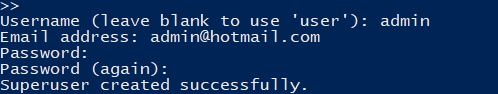 >>
Username (leave blank to use 'user'): admin
Email address: admin@hotmail.com
Password:
Password (again):
Superuser created successfully.